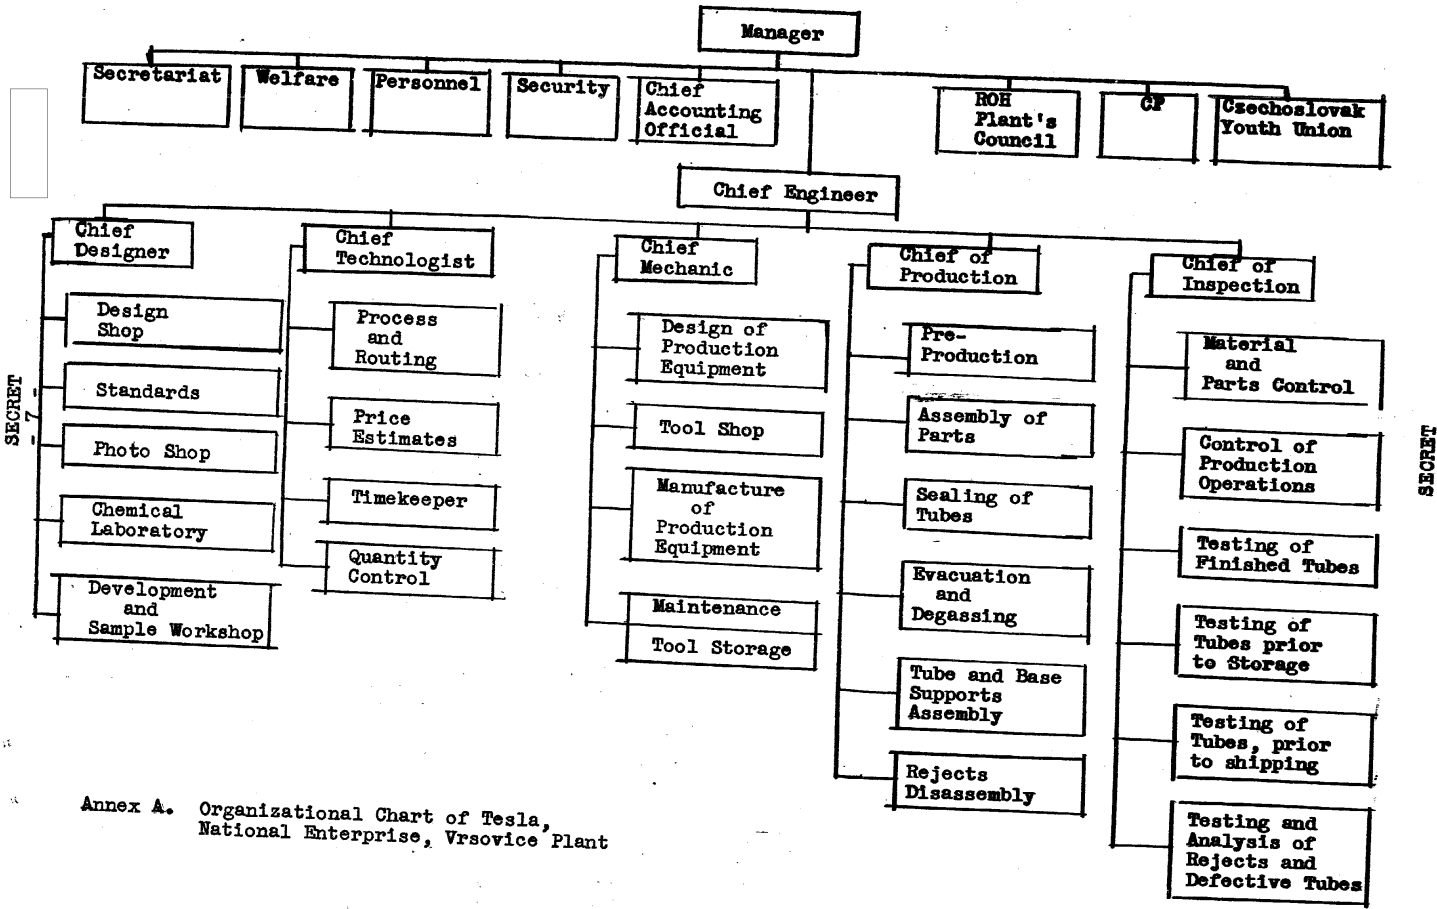 Manager
Secretariat
Welfare
Personnel
Security
Chief
Accounting
Official
ROH
Plant's
Council
CP
Czechoslovak
Youth Union
Chief Engineer
Chief
Designer
Design
Shop
Standards
Photo Shop
Chemical
Laboratory
Development
and
Sample Workshop
Chief
Technologist
Process
and
Routing
Price
Estimates
Timekeeper
Quantity
Control
Chief
Mechanic
Design of
Production
Equipment
Tool Shop
Manufacture
of
Production
Equipment
Maintenance
Tool Storage
Chief of
Production
Pre-
Production
Assembly of
Parts
Sealing of
Tubes
Evacuation
and
Degassing
Tube and Base
Supports
Assembly
Rejects
Disassembly
Chief of
Inspection
Material
and
Parts Control
Control of
Production
Operations
Testing of
Finished Tubes
Testing of
Tubes prior
to Storage
Testing of
Tubes, prior
to shipping
Testing and
Analysis of
Rejects and
Defective Tubes
SECRET
- 7 -
SECRET
Annex A. Organizational Chart of Tesla,
National Enterprise, Vrsovice Plant